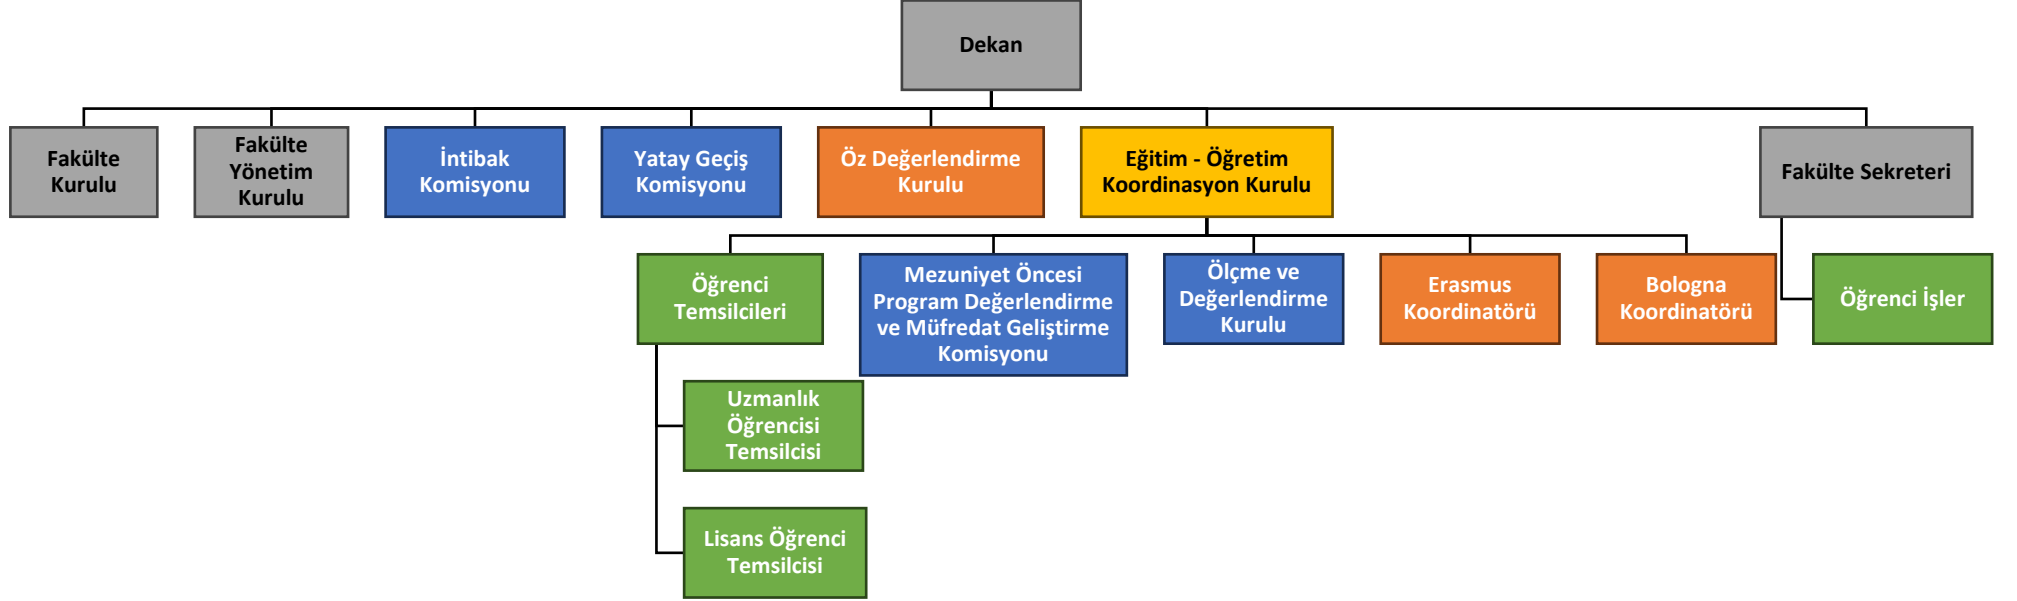 Dekan
Fakülte
Kurulu
Fakülte
Yönetim
Kurulu
İntibak
Komisyonu
Yatay Geçiş
Komisyonu
Öz Değerlendirme
Kurulu
Eğitim - Öğretim
Koordinasyon Kurulu
Fakülte Sekreteri
Öğrenci
Temsilcileri
Mezuniyet Öncesi
Program Değerlendirme
ve Müfredat Geliştirme
Komisyonu
Ölçme ve
Değerlendirme
Kurulu
Erasmus
Koordinatörü
Bologna
Koordinatörü
Öğrenci İşler
Uzmanlık
Öğrencisi
Temsilcisi
Lisans Öğrenci
Temsilcisi